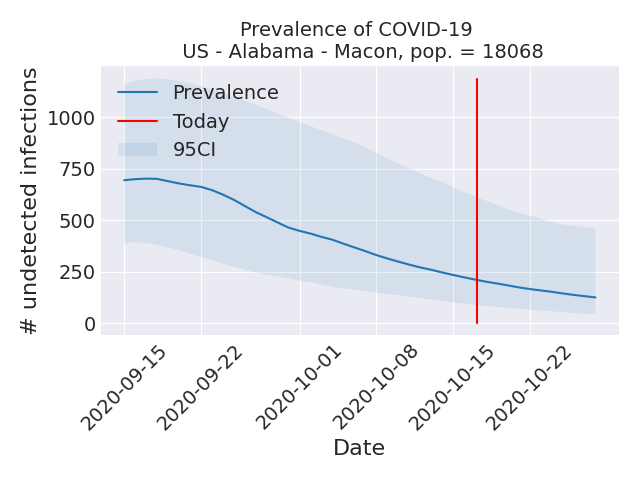 Prevalence of COVID-19
US - Alabama - Macon, pop. = 18068
# undetected infections
1000
750
500
250
0
Prevalence
Today
95CI
2020-09-15
2020-09-22
2020-10-01
2020-10-08
2020-10-15
2020-10-22
Date